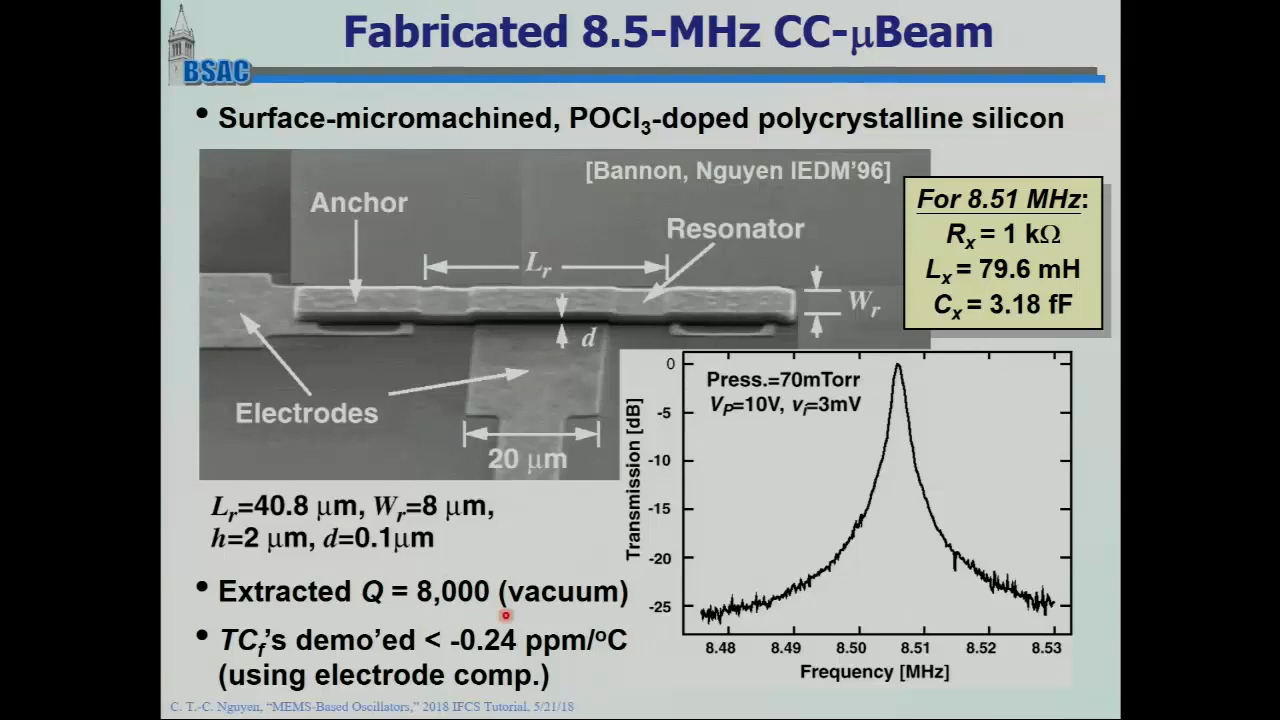 Fabricated 8.5-MHz CC-μBeam
BSAC
• Surface-micromachined, POCl3-doped polycrystalline silicon
[Bannon, Nguyen IEDM'96]
Anchor
Resonator
Lr
Wr
d
Electrodes
20 μm
For 8.51 MHz:
Rx = 1 kΩ
Lx = 79.6 mH
Cx = 3.18 fF
Press.=70mTorr
VP=10V, vi=3mV
Transmission [dB]
0
-5
-10
-15
-20
-25
8.48 8.49 8.50 8.51 8.52 8.53
Frequency [MHz]
Lr=40.8 μm, Wr=8 μm,
h=2 μm, d=0.1μm
• Extracted Q = 8,000 (vacuum)
• TCf's demo'ed < -0.24 ppm/°C
(using electrode comp.)
C. T.-C. Nguyen, "MEMS-Based Oscillators," 2018 IFCS Tutorial, 5/21/18